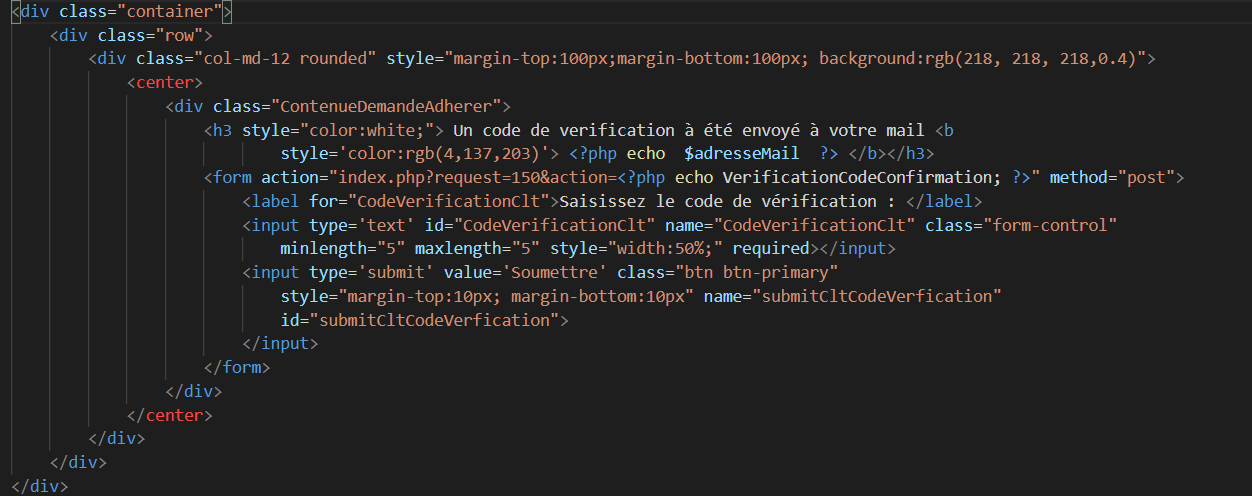 <div class="container">
<div class="row">
<div class="col-md-12 rounded" style="margin-top:100px;margin-bottom:100px; background:rgb(218, 218, 218,0.4)">
<center>
<div class="ContenueDemandeAdherer">
<h3 style="color:white;"> Un code de verification à été envoyé à votre mail <b
style='color:rgb(4,137,203)'> <?php echo  $adresseMail  ?> </b></h3>
<form action="index.php?request=150&action=<?php echo VerificationCodeConfirmation; ?>" method="post">
<label for="CodeVerificationClt">Saisissez le code de vérification : </label>
<input type='text' id="CodeVerificationClt" name="CodeVerificationClt" class="form-control"
minlength="5" maxlength="5" style="width:50%;" required></input>
<input type='submit' value='Soumettre' class="btn btn-primary"
style="margin-top:10px; margin-bottom:10px" name="submitCltCodeVerfication"
id="submitCltCodeVerfication">
</input>
</form>
</div>
</center>
</div>
</div>
</div>